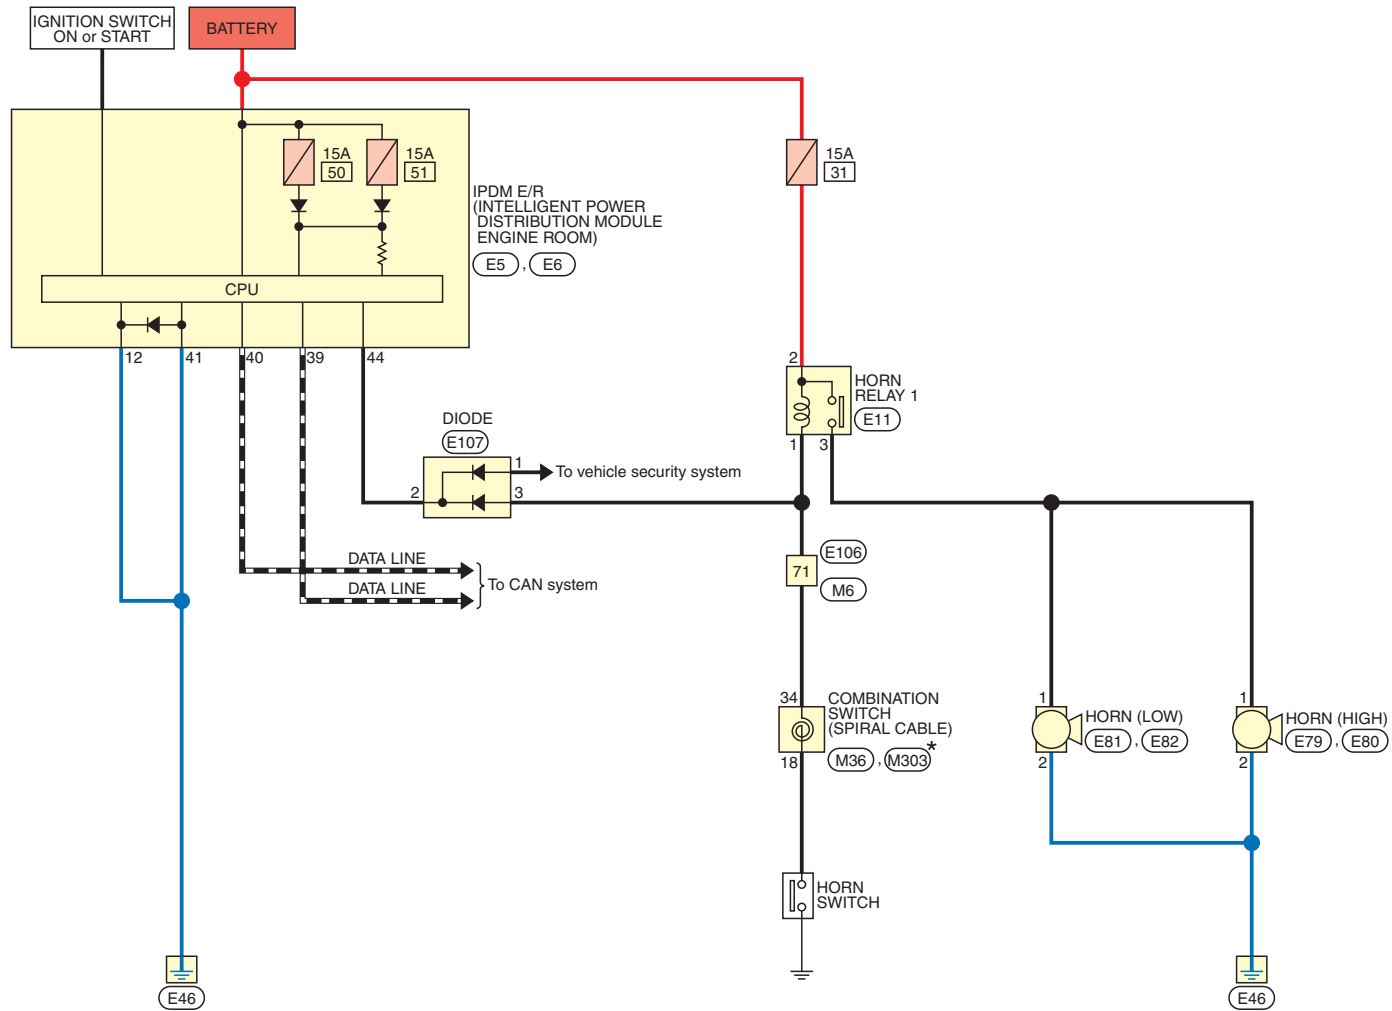 IGNITION SWITCH
ON or START
BATTERY
15A
50
15A
51
15A
31
IPDM E/R
(INTELLIGENT POWER
DISTRIBUTION MODULE
ENGINE ROOM)
E5 , E6
CPU
12
41
40
39
44
2
HORN
RELAY 1
E11
1
3
DIODE
E107
1
To vehicle security system
2
3
DATA LINE
DATA LINE
To CAN system
71
E106
M6
34
COMBINATION
SWITCH
(SPIRAL CABLE)
M36 , M303*
18
1
HORN (LOW)
E81 , E82
2
1
HORN (HIGH)
E79 , E80
2
HORN
SWITCH
E46
E46